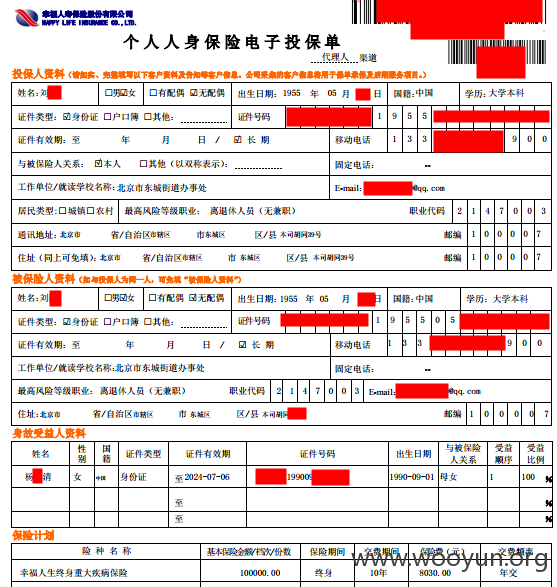 幸福人寿保险股份有限公司
HAPPY LIFE INSURANCE CO., LTD.
个人人身保险电子投保单
代理人 渠道
投保人资料 (请如实、完整填写以下客户资料及告知等客户信息。公司采集的客户信息将用于保单承保及后期服务项目。)
姓名:刘 □男☑女 □有配偶 ☑无配偶 出生日期:1955 年 05 月 日 国籍:中国 学历:大学本科
证件类型:☑身份证 □户口簿 □其他: 证件号码 1 9 5 5
证件有效期:至 年 月 日 / ☑ 长 期 移动电话 1 3 3 9 0 0
与被保险人关系: ☑本人 □其他(以双称表示): 固定电话: --
工作单位/就读学校名称:北京市东城街道办事处 E-mail: @qq.com
居民类型:□城镇□农村 最高风险等级职业: 离退休人员(无兼职) 职业代码 2 1 4 7 0 0 3
通讯地址:北京市 省/自治区市辖区 市东城区 区/县 本司胡同39号 邮编 1 0 0 0 0 7
住址(同上可免填):北京市 省/自治区市辖区 市 东城区 区/县 本司胡同39号 邮编 1 0 0 0 0 7
被保险人资料 (如与投保人为同一人,可免填“被保险人资料”)
姓名:刘 □男☑女 □有配偶 ☑无配偶 出生日期:1955 年 05 月 日 国籍:中国 学历:大学本科
证件类型:☑身份证 □户口簿 □其他: 证件号码 1 9 5 5 0 5
证件有效期:至 年 月 日 / ☑ 长 期 移动电话 1 3 3 9 0 0
工作单位/就读学校名称:北京市东城街道办事处 固定电话: --
最高风险等级职业: 离退休人员(无兼职) 职业代码 2 1 4 7 0 0 3 E-mail: @qq.com
住址:北京市 省/自治区市辖区 市 东城区 区/县 本司胡同 邮编 1 0 0 0 0 7
身故受益人资料
姓名 性别 国籍 证件类型 证件有效期 证件号码 出生日期 与被保险人关系 受益顺序 受益比例
杨 清 女 中国 身份证 至2024-07-06 199009 1990-09-01 母女 1 100 %
至 %
至 %
保险计划
险 种 名 称 基本保险金额/档次/份数 保险期间 交费期间 保险费(元) 交费频率
幸福人生终身重大疾病保险 100000.00 终身 10年 8030.00 年交
www.wooyun.org